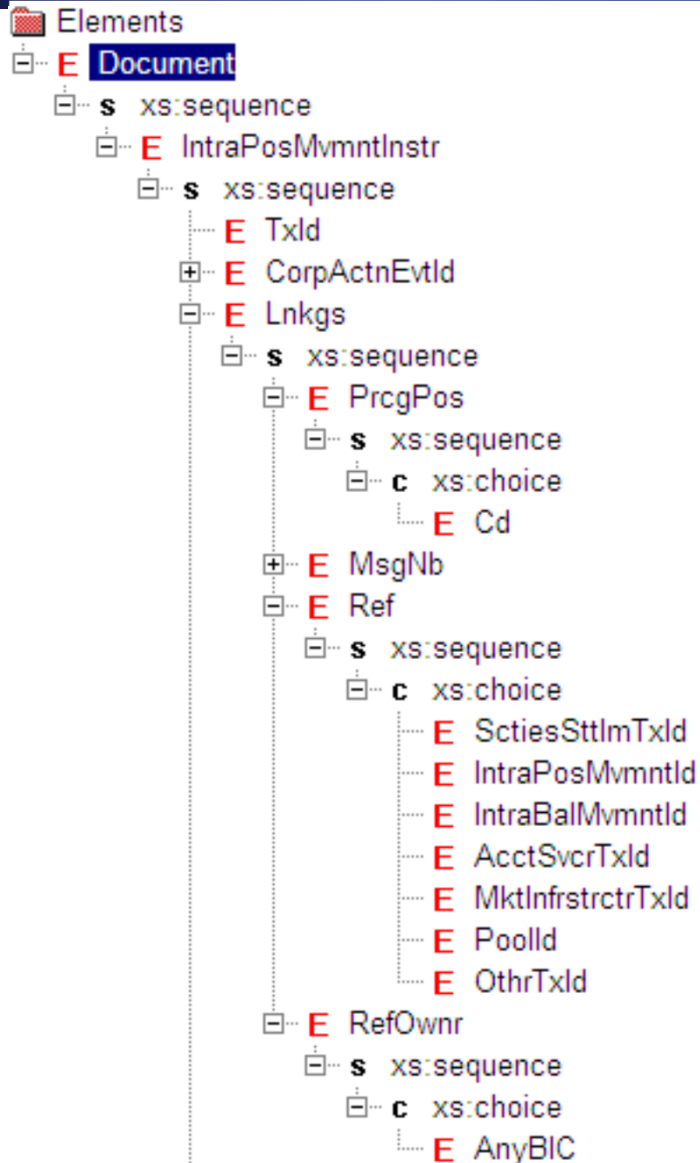 Elements
E Document
s xs:sequence
E IntraPosMvmntInstr
s xs:sequence
E TxId
E CorpActnEvtId
E Lnkgs
s xs:sequence
E PrcgPos
s xs:sequence
c xs:choice
E Cd
E MsgNb
E Ref
s xs:sequence
c xs:choice
E SctiesSttlmTxId
E IntraPosMvmntId
E IntraBalMvmntId
E AcctSvcrTxId
E MktInfrstrctrTxId
E PoolId
E OthrTxId
E RefOwnr
s xs:sequence
c xs:choice
E AnyBIC